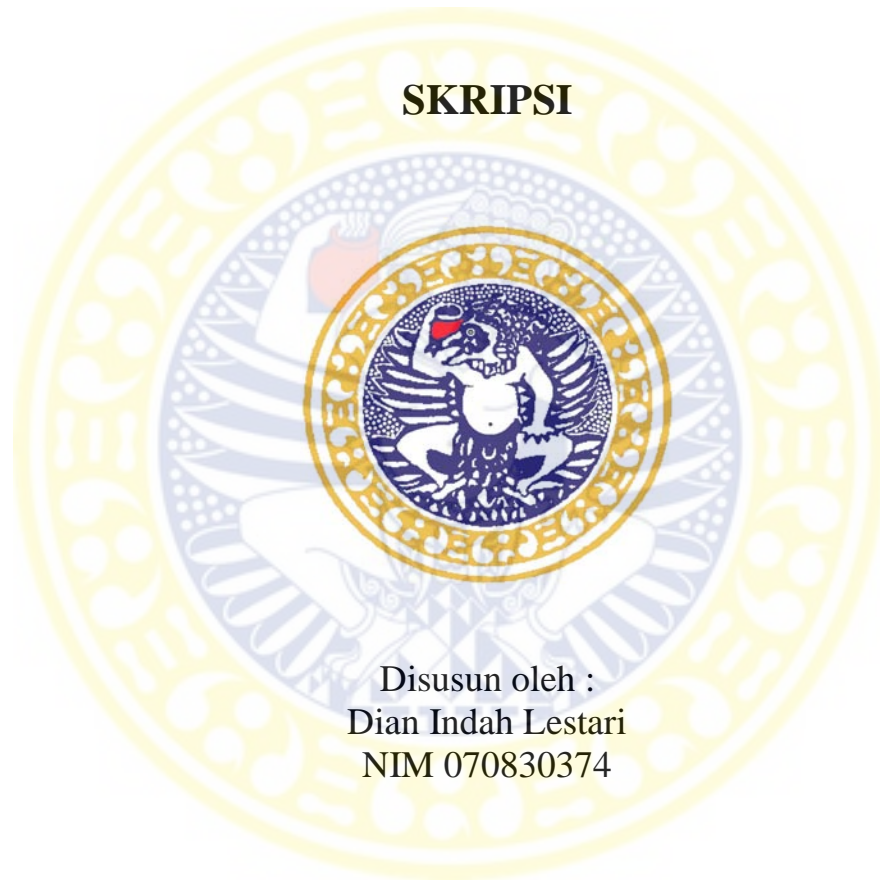 SKRIPSI
Disusun oleh :
Dian Indah Lestari
NIM 070830374